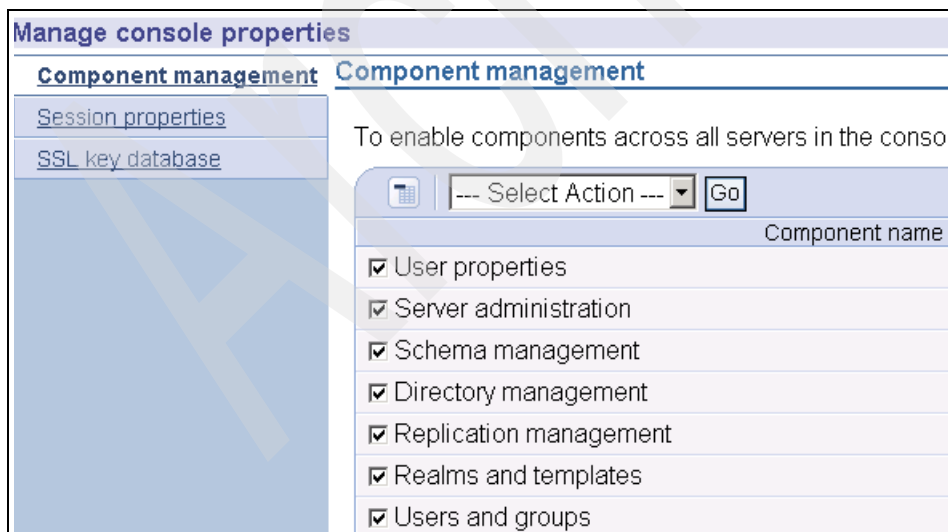 Manage console properties
Component management
Session properties
SSL key database
Component management
To enable components across all servers in the conso
--- Select Action --- Go
Component name
User properties
Server administration
Schema management
Directory management
Replication management
Realms and templates
Users and groups